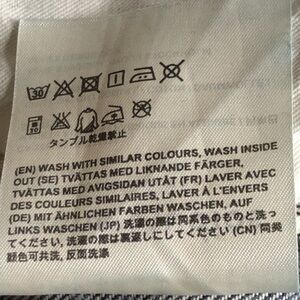 30
タンブル乾燥禁止
(EN) WASH WITH SIMILAR COLOURS, WASH INSIDE
OUT (SE) TVÄTTAS MED LIKNANDE FÄRGER,
TVÄTTAS MED AVIGSIDAN UTÅT (FR) LAVER AVEC
DES COULEURS SIMILAIRES, LAVER À L'ENVERS
(DE) MIT ÄHNLICHEN FARBEN WASCHEN, AUF
LINKS WASCHEN (JP) 洗濯の際は同系色のものと洗っ
てください, 洗濯の際は裏返しにしてください (CN) 同类
颜色可共洗, 反面洗涤